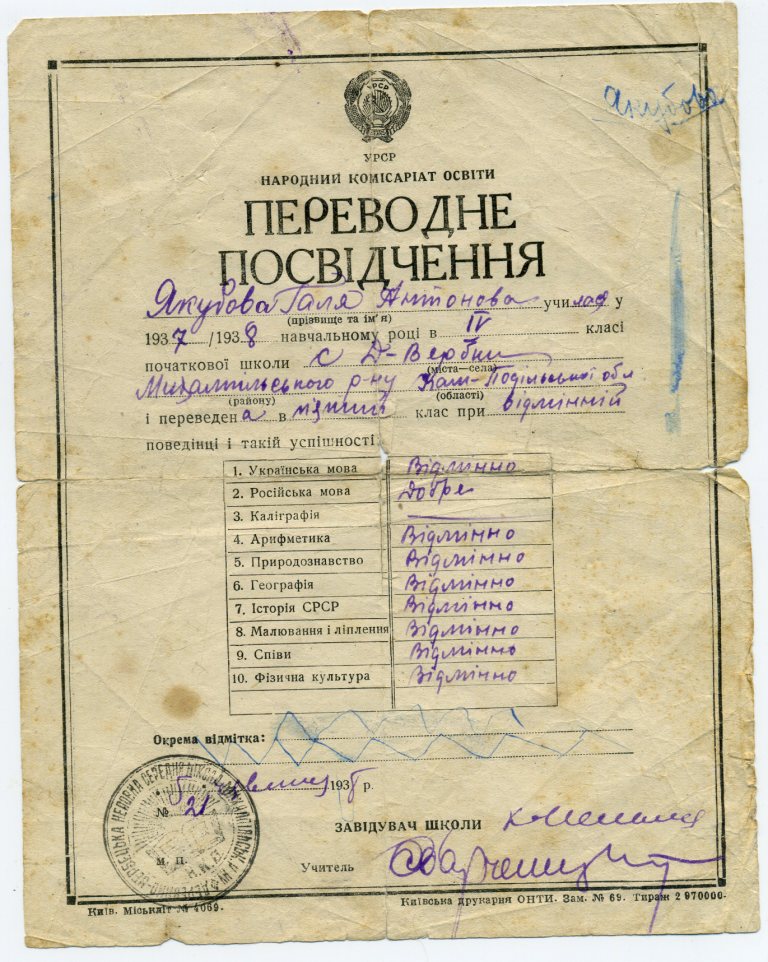 Якубова
УРСР
УРСР
НАРОДНИЙ КОМІСАРІАТ ОСВІТИ
ПЕРЕВОДНЕ
ПОСВІДЧЕННЯ
Якубова Галя Антонова училася у
(прізвище та ім'я)
1937/1938 навчальному році в IV класі
початкової школи с Д-Вербки
(міста—села)
Михампільського р-ну Кам-Подільської обл
(району) (області)
і переведена в п'ятий клас при відмінній
поведінці і такій успішності
1. Українська мова Відмінно
2. Російська мова Добре
3. Каліграфія
4. Арифметика Відмінно
5. Природознавство Відмінно
6. Географія Відмінно
7. Історія СРСР Відмінно
8. Малювання і ліплення Відмінно
9. Співи Відмінно
10. Фізична культура Відмінно
Окрема відмітка:
1938 р.
№ 21
ЗАВІДУВАЧ ШКОЛИ
М. П.
Учитель
Київ. Міськліт № 4069.
Київська друкарня ОНТИ. Зам. № 69. Тираж 2 970000.